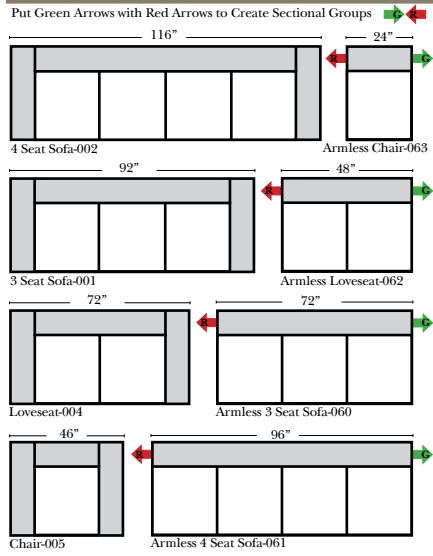 Put Green Arrows with Red Arrows to Create Sectional Groups G R
116” 24”
R G
4 Seat Sofa-002 Armless Chair-063
92” 48”
R G
3 Seat Sofa-001 Armless Loveseat-062
72” 72”
R G
Loveseat-004 Armless 3 Seat Sofa-060
46” 96”
R G
Chair-005 Armless 4 Seat Sofa-061